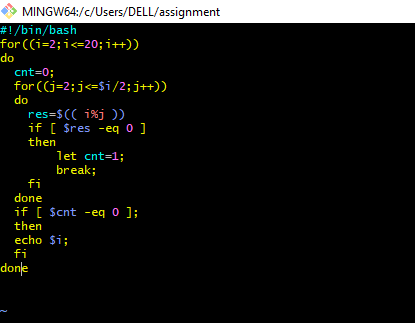 MINGW64:/c/Users/DELL/assignment
#!/bin/bash
for((i=2;i<=20;i++))
do
  cnt=0;
  for((j=2;j<=$i/2;j++))
  do
    res=$(( i%j ))
    if [ $res -eq 0 ]
    then
        let cnt=1;
        break;
    fi
  done
  if [ $cnt -eq 0 ];
  then
  echo $i;
  fi
done
~